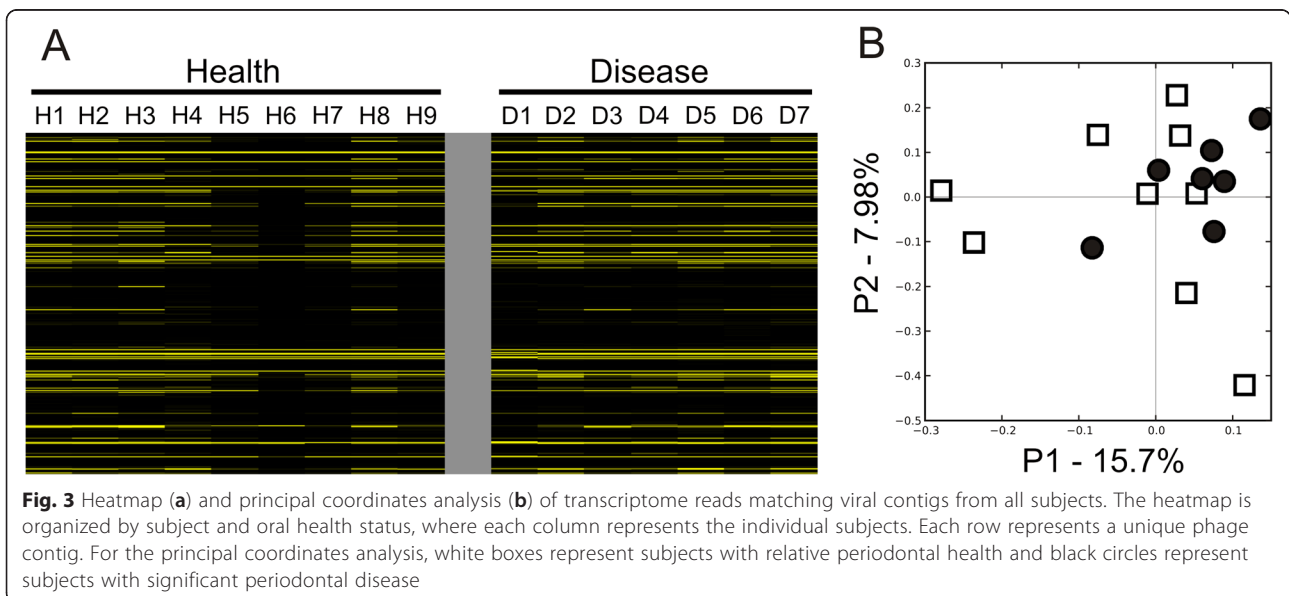 A
Health
Disease
H1 H2 H3 H4 H5 H6 H7 H8 H9
D1 D2 D3 D4 D5 D6 D7
B
0.3
0.2
0.1
0.0
−0.1
−0.2
−0.3
−0.4
−0.5
P2 - 7.98%
−0.3 −0.2 −0.1 0.0 0.1
P1 - 15.7%
Fig. 3 Heatmap (a) and principal coordinates analysis (b) of transcriptome reads matching viral contigs from all subjects. The heatmap is
organized by subject and oral health status, where each column represents the individual subjects. Each row represents a unique phage
contig. For the principal coordinates analysis, white boxes represent subjects with relative periodontal health and black circles represent
subjects with significant periodontal disease